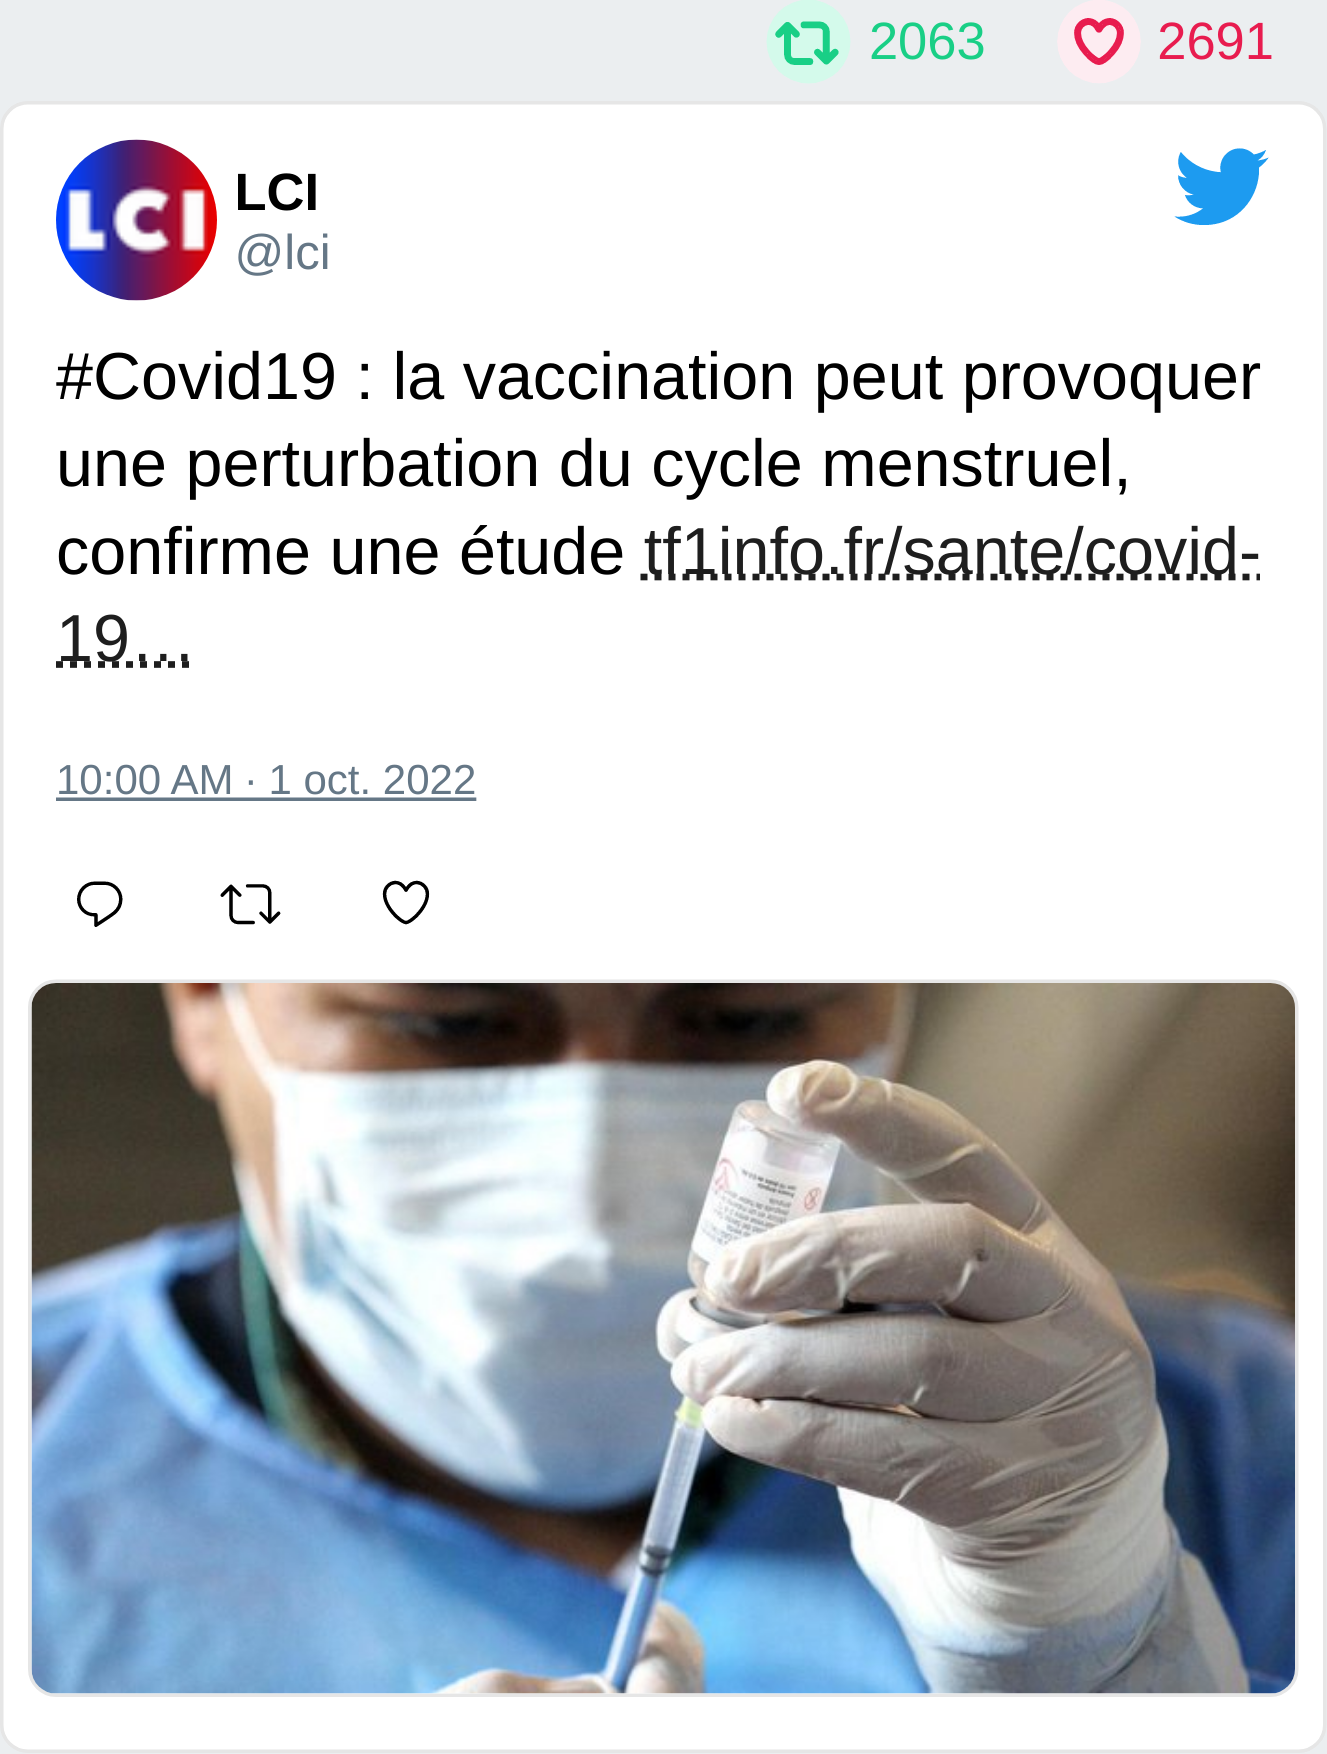 2063 2691
LCI
LCI
@lci
#Covid19 : la vaccination peut provoquer
une perturbation du cycle menstruel,
confirme une étude tf1info.fr/sante/covid-
19…
10:00 AM · 1 oct. 2022